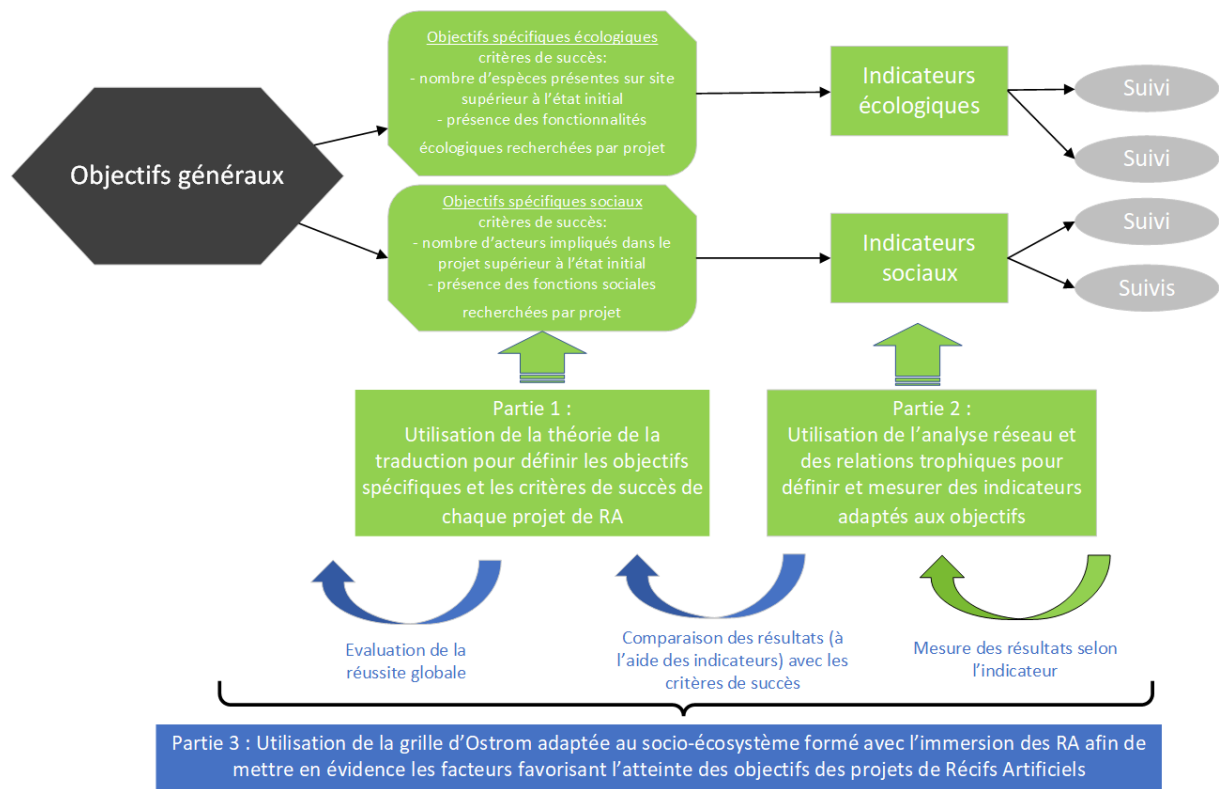 Objectifs généraux
Objectifs spécifiques écologiques
critères de succès:
- nombre d’espèces présentes sur site
supérieur à l’état initial
- présence des fonctionnalités
écologiques recherchées par projet
Indicateurs
écologiques
Suivi
Suivi
Objectifs spécifiques sociaux
critères de succès:
- nombre d’acteurs impliqués dans le
projet supérieur à l’état initial
- présence des fonctions sociales
recherchées par projet
Indicateurs
sociaux
Suivi
Suivis
Partie 1 :
Utilisation de la théorie de la
traduction pour définir les objectifs
spécifiques et les critères de succès de
chaque projet de RA
Partie 2 :
Utilisation de l’analyse réseau et
des relations trophiques pour
définir et mesurer des indicateurs
adaptés aux objectifs
Evaluation de la
réussite globale
Comparaison des résultats (à
l’aide des indicateurs) avec les
critères de succès
Mesure des résultats selon
l’indicateur
Partie 3 : Utilisation de la grille d’Ostrom adaptée au socio-écosystème formé avec l’immersion des RA afin de
mettre en évidence les facteurs favorisant l’atteinte des objectifs des projets de Récifs Artificiels